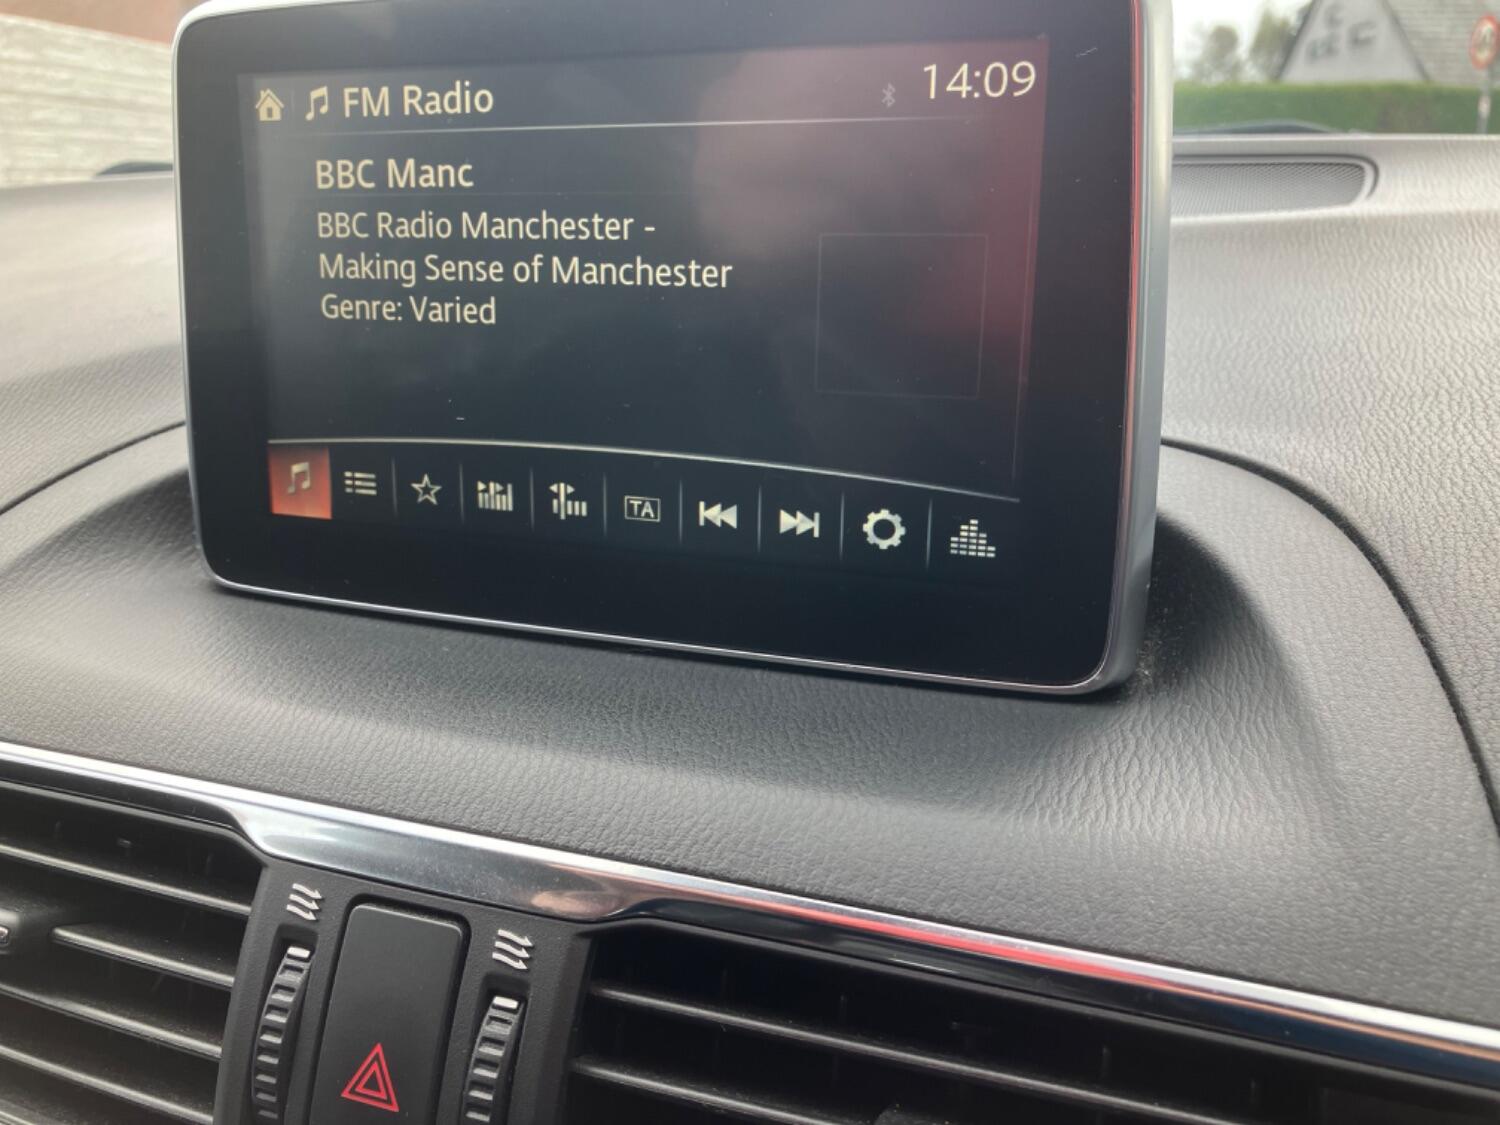 FM Radio
14:09
BBC Manc
BBC Radio Manchester -
Making Sense of Manchester
Genre: Varied
TA